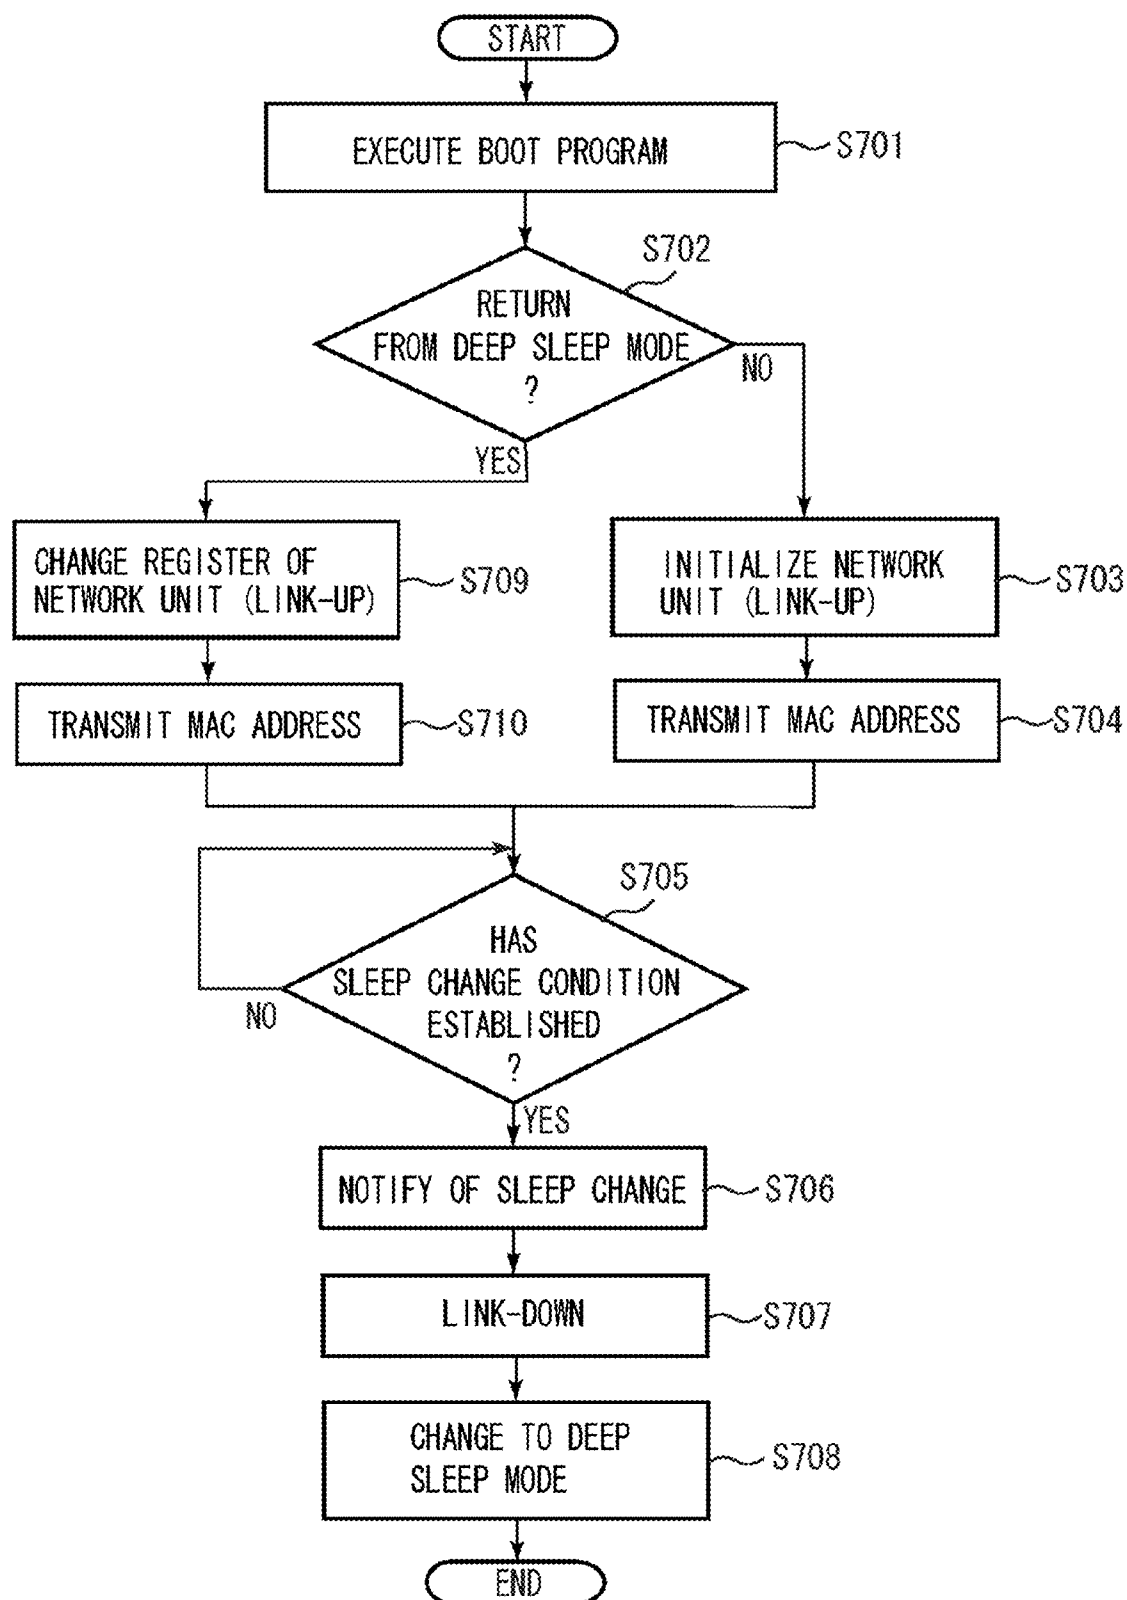 START
EXECUTE BOOT PROGRAM
S701
S702
RETURN
FROM DEEP SLEEP MODE
?
NO
YES
CHANGE REGISTER OF
NETWORK UNIT (LINK-UP)
S709
INITIALIZE NETWORK
UNIT (LINK-UP)
S703
TRANSMIT MAC ADDRESS
S710
TRANSMIT MAC ADDRESS
S704
S705
HAS
SLEEP CHANGE CONDITION
ESTABLISHED
?
NO
YES
NOTIFY OF SLEEP CHANGE
S706
LINK-DOWN
S707
CHANGE TO DEEP
SLEEP MODE
S708
END